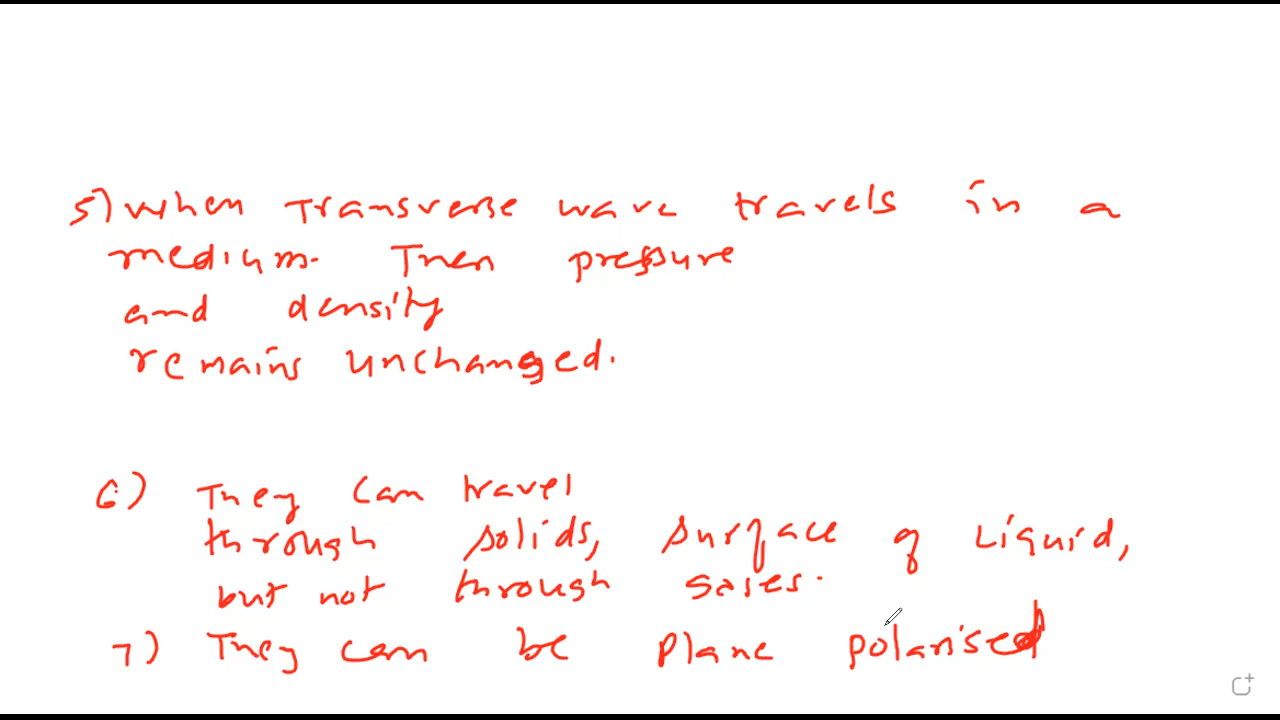 5) When Transverse wave travels in a
medium. Then pressure
and density
remains unchanged.
6) They can travel
through solids, surface of Liquid,
but not through gases.
7) They can be plane polarised